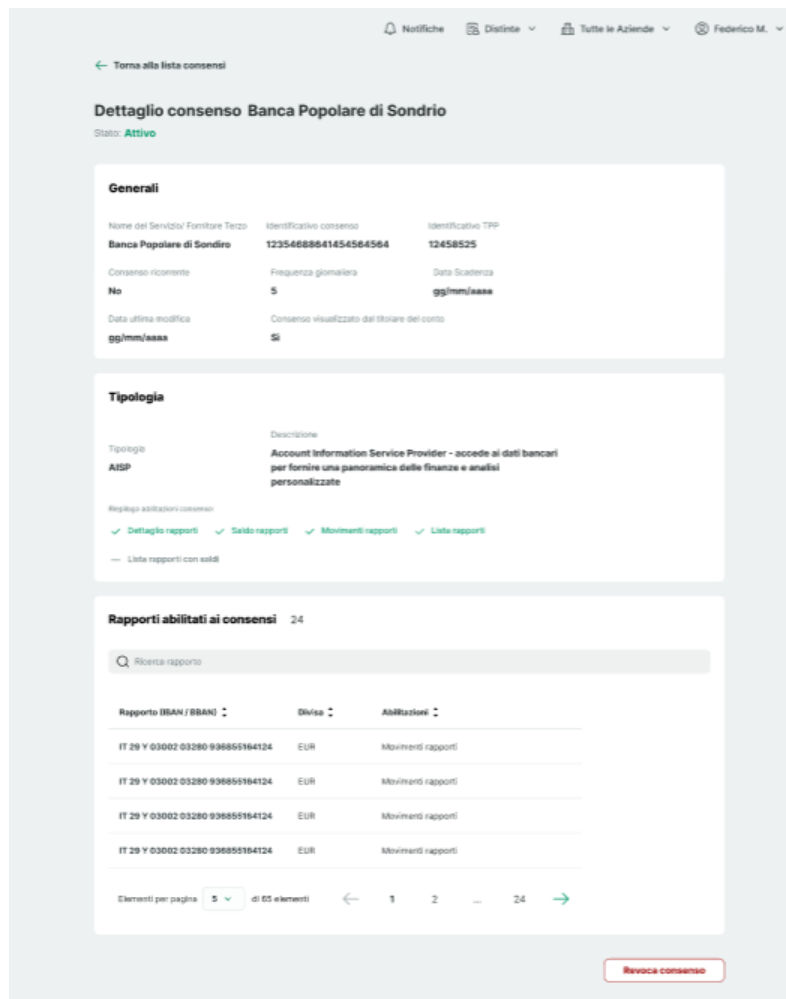 Notifiche Distinte Tutte le Aziende Federico M.
Torna alla lista consensi
Dettaglio consenso Banca Popolare di Sondrio
Stato: Attivo
Generali
Nome del Servizio/ Fornitore Terzo Identificativo consenso Identificativo TPP
Banca Popolare di Sondiro 12354688641454564564 12458525
Consenso ricorrente Frequenza giornaliera Data Scadenza
No 5 gg/mm/aaaa
Data ultima modifica Consenso visualizzato dal titolare del conto
gg/mm/aaaa Sì
Tipologia
Descrizione
Tipologia
Account Information Service Provider - accede ai dati bancari
AISP per fornire una panoramica delle finanze e analisi
personalizzate
Riepilogo abilitazioni consenso
Dettaglio rapporti Saldo rapporti Movimenti rapporti Lista rapporti
Lista rapporti con saldi
Rapporti abilitati ai consensi 24
Ricerca rapporto
Rapporto (IBAN / BBAN) Divisa Abilitazioni
IT 29 Y 03002 03280 936855164124 EUR Movimenti rapporti
IT 29 Y 03002 03280 936855164124 EUR Movimenti rapporti
IT 29 Y 03002 03280 936855164124 EUR Movimenti rapporti
IT 29 Y 03002 03280 936855164124 EUR Movimenti rapporti
Elementi per pagina 5 di 65 elementi 1 2 ... 24
Revoca consenso